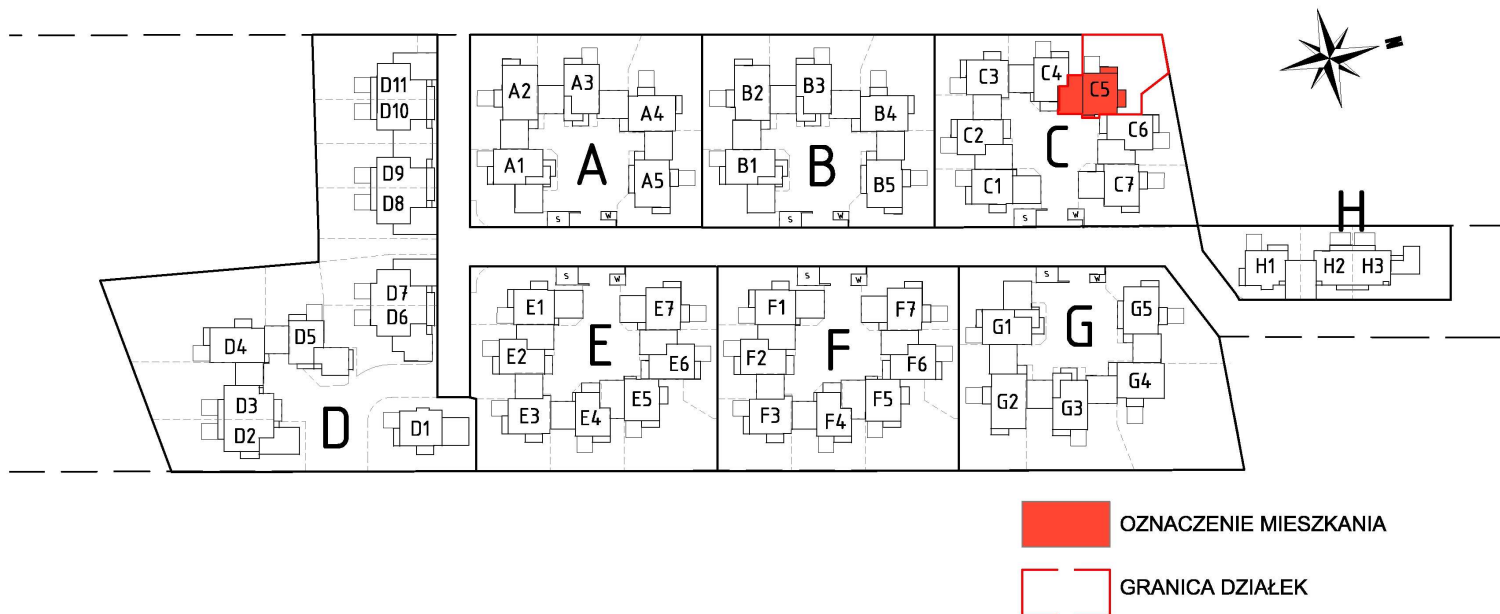 N
D11
D10
D9
D8
D7
D6
D5
D4
D3
D2
D1
D
A2
A3
A4
A1
A
A5
S
W
B2
B3
B4
B1
B
B5
S
W
C3
C4
C5
C2
C
C6
C1
C7
S
W
H
H1
H2
H3
S
W
E1
E7
E
E2
E6
E3
E4
E5
S
W
F1
F7
F
F2
F6
F3
F4
F5
S
W
G1
G
G5
G2
G3
G4
OZNACZENIE MIESZKANIA
GRANICA DZIAŁEK